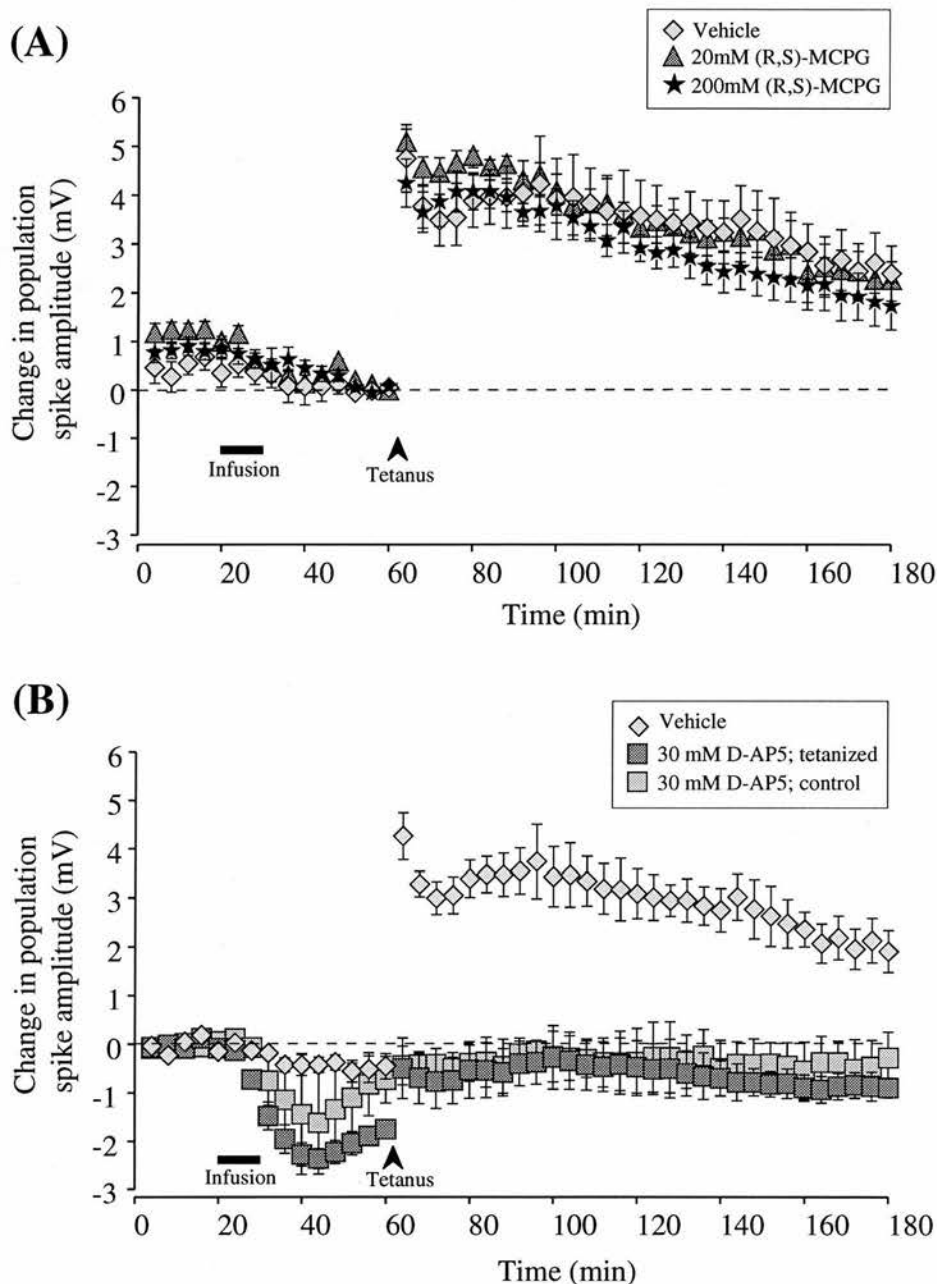 (A)
Vehicle
20mM (R,S)-MCPG
200mM (R,S)-MCPG
Change in population
spike amplitude (mV)
6
5
4
3
2
1
0
-1
-2
-3
Infusion
Tetanus
0 20 40 60 80 100 120 140 160 180
Time (min)
(B)
Vehicle
30 mM D-AP5; tetanized
30 mM D-AP5; control
Change in population
spike amplitude (mV)
6
5
4
3
2
1
0
-1
-2
-3
Infusion
Tetanus
0 20 40 60 80 100 120 140 160 180
Time (min)